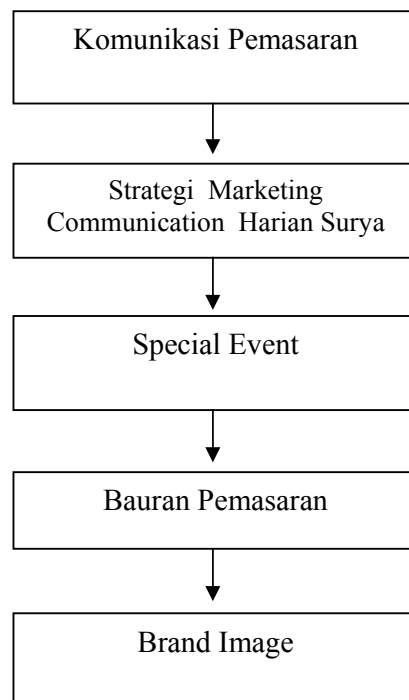 Komunikasi Pemasaran
Strategi Marketing
Communication Harian Surya
Special Event
Bauran Pemasaran
Brand Image